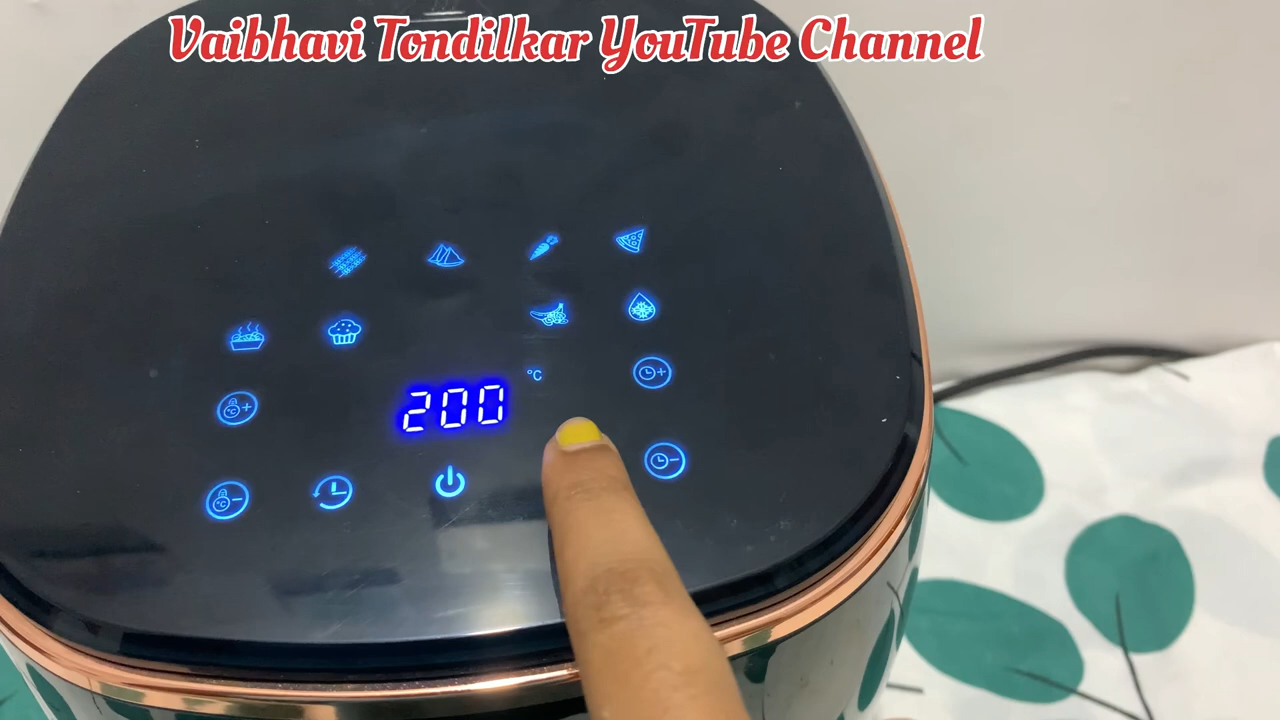 Vaibhavi Tondilkar YouTube Channel
°C
°C +
200
°C −